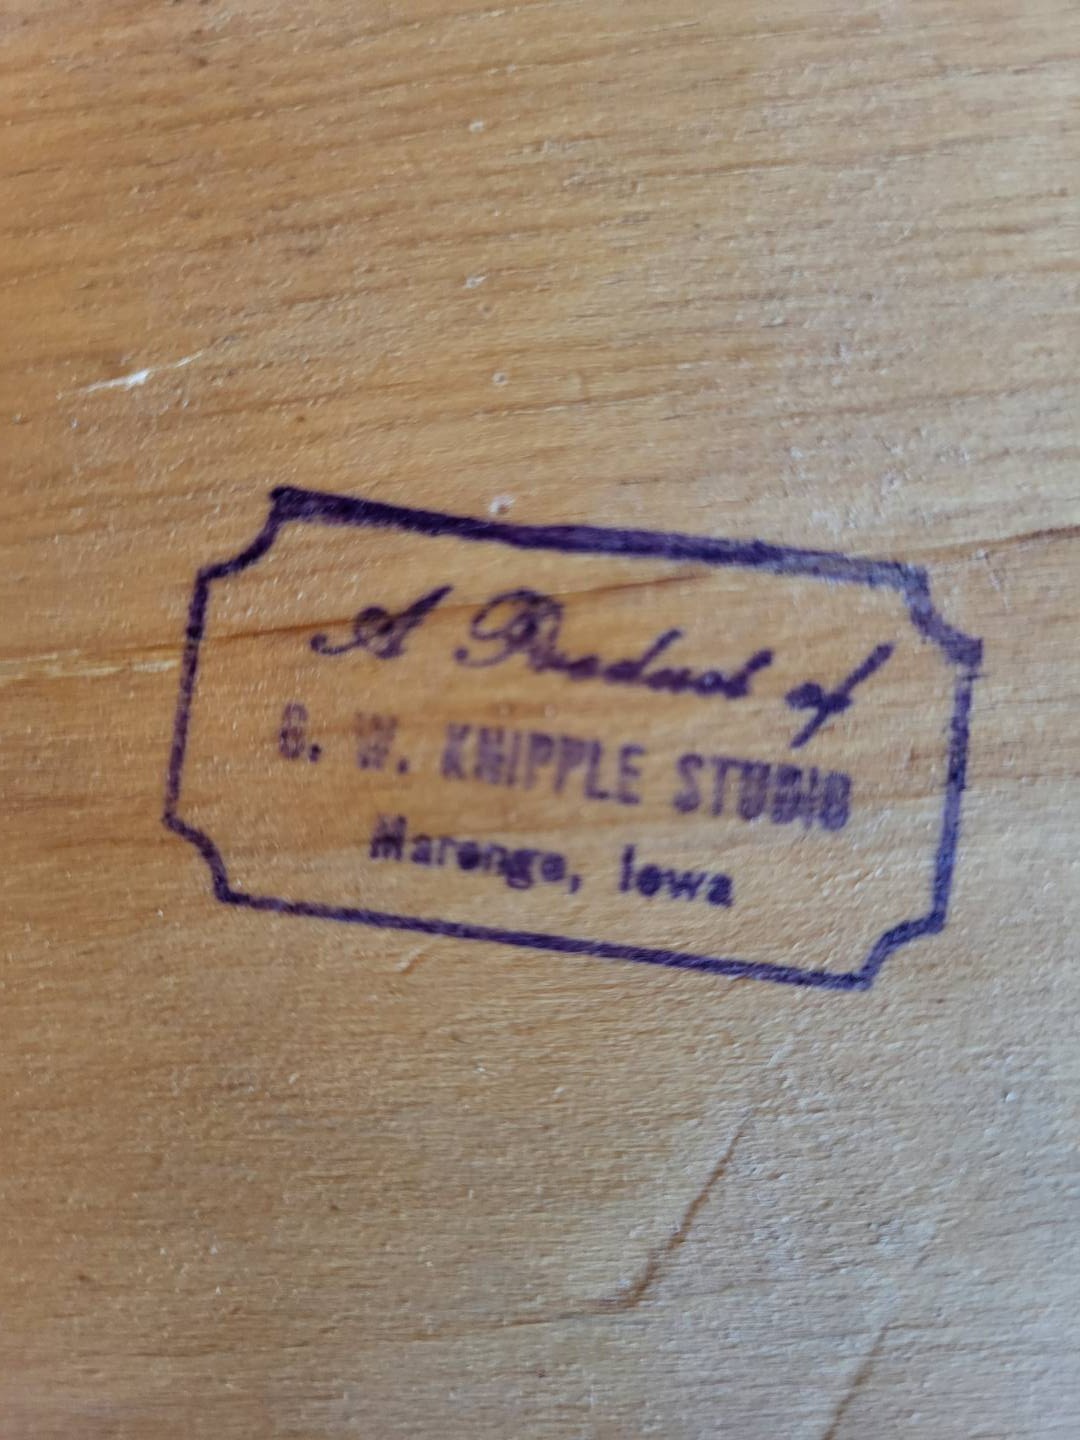 A Product of
G. W. KNIPPLE STUDIO
Marengo, Iowa